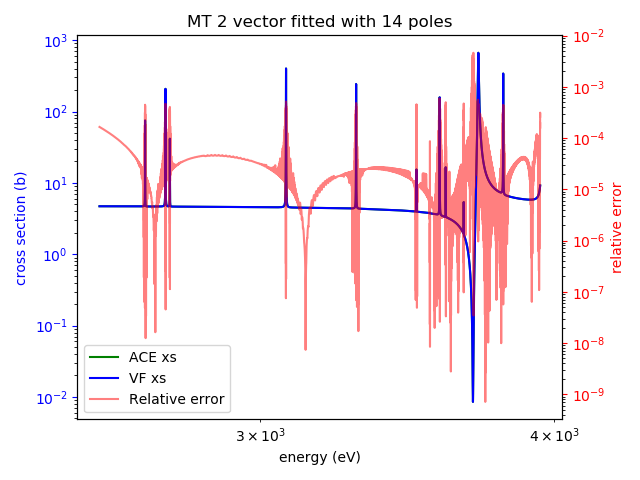 MT 2 vector fitted with 14 poles
10³
10²
10¹
10⁰
10⁻¹
10⁻²
cross section (b)
10⁻²
10⁻³
10⁻⁴
10⁻⁵
10⁻⁶
10⁻⁷
10⁻⁸
10⁻⁹
relative error
ACE xs
VF xs
Relative error
3 × 10³
4 × 10³
energy (eV)